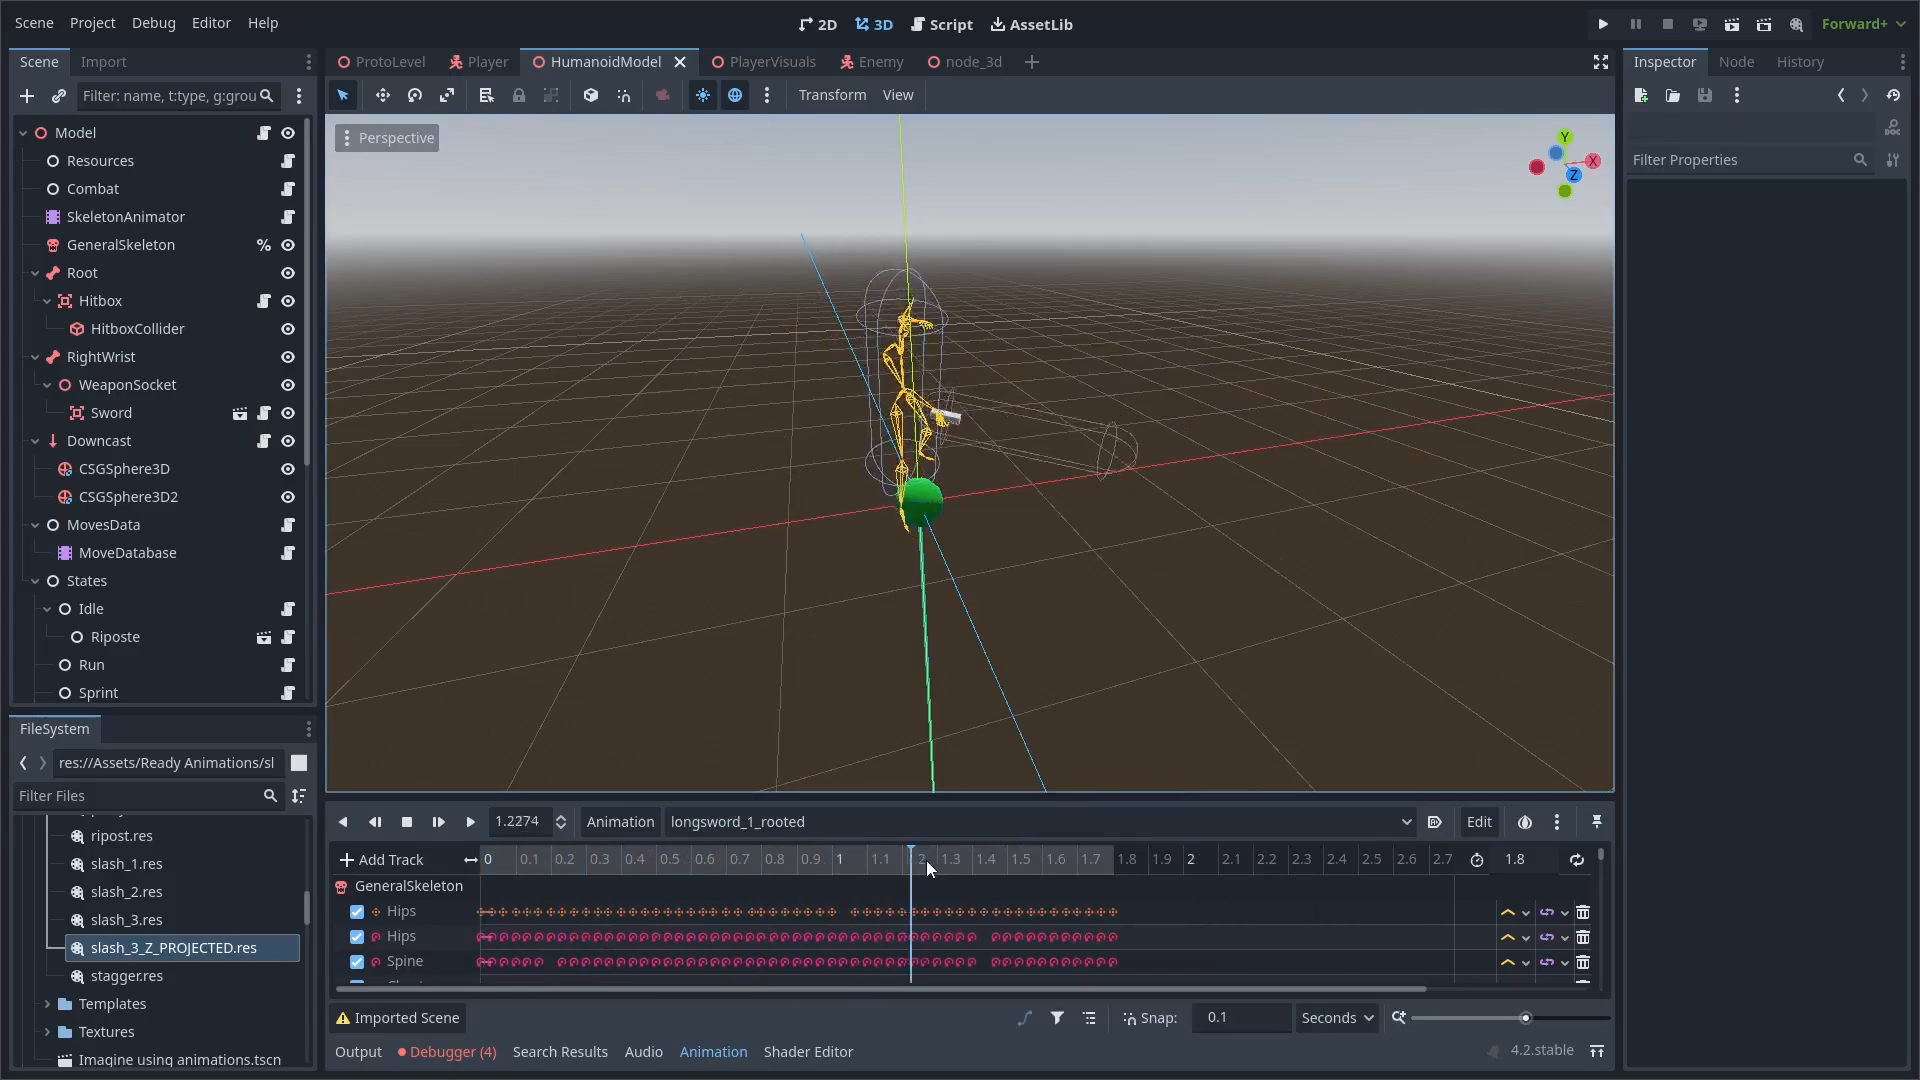 Scene Project Debug Editor Help
2D 3D Script AssetLib
Forward+
Scene Import
ProtoLevel Player HumanoidModel PlayerVisuals Enemy node_3d
Inspector Node History
Filter: name, t:type, g:grou
Transform View
Perspective
Y
X
Z
Filter Properties
Model
Resources
Combat
SkeletonAnimator
GeneralSkeleton %
Root
Hitbox
HitboxCollider
RightWrist
WeaponSocket
Sword
Downcast
CSGSphere3D
CSGSphere3D2
MovesData
MoveDatabase
States
Idle
Riposte
Run
Sprint
FileSystem
res://Assets/Ready Animations/sl
Filter Files
ripost.res
slash_1.res
slash_2.res
slash_3.res
slash_3_Z_PROJECTED.res
stagger.res
Templates
Textures
Imagine using animations.tscn
1.2274 Animation longsword_1_rooted Edit
Add Track 0 0.1 0.2 0.3 0.4 0.5 0.6 0.7 0.8 0.9 1 1.1 1.3 1.4 1.5 1.6 1.7 1.8 1.9 2 2.1 2.2 2.3 2.4 2.5 2.6 2.7 1.8
GeneralSkeleton
Hips
Hips
Spine
Imported Scene Snap: 0.1 Seconds
Output Debugger (4) Search Results Audio Animation Shader Editor 4.2.stable